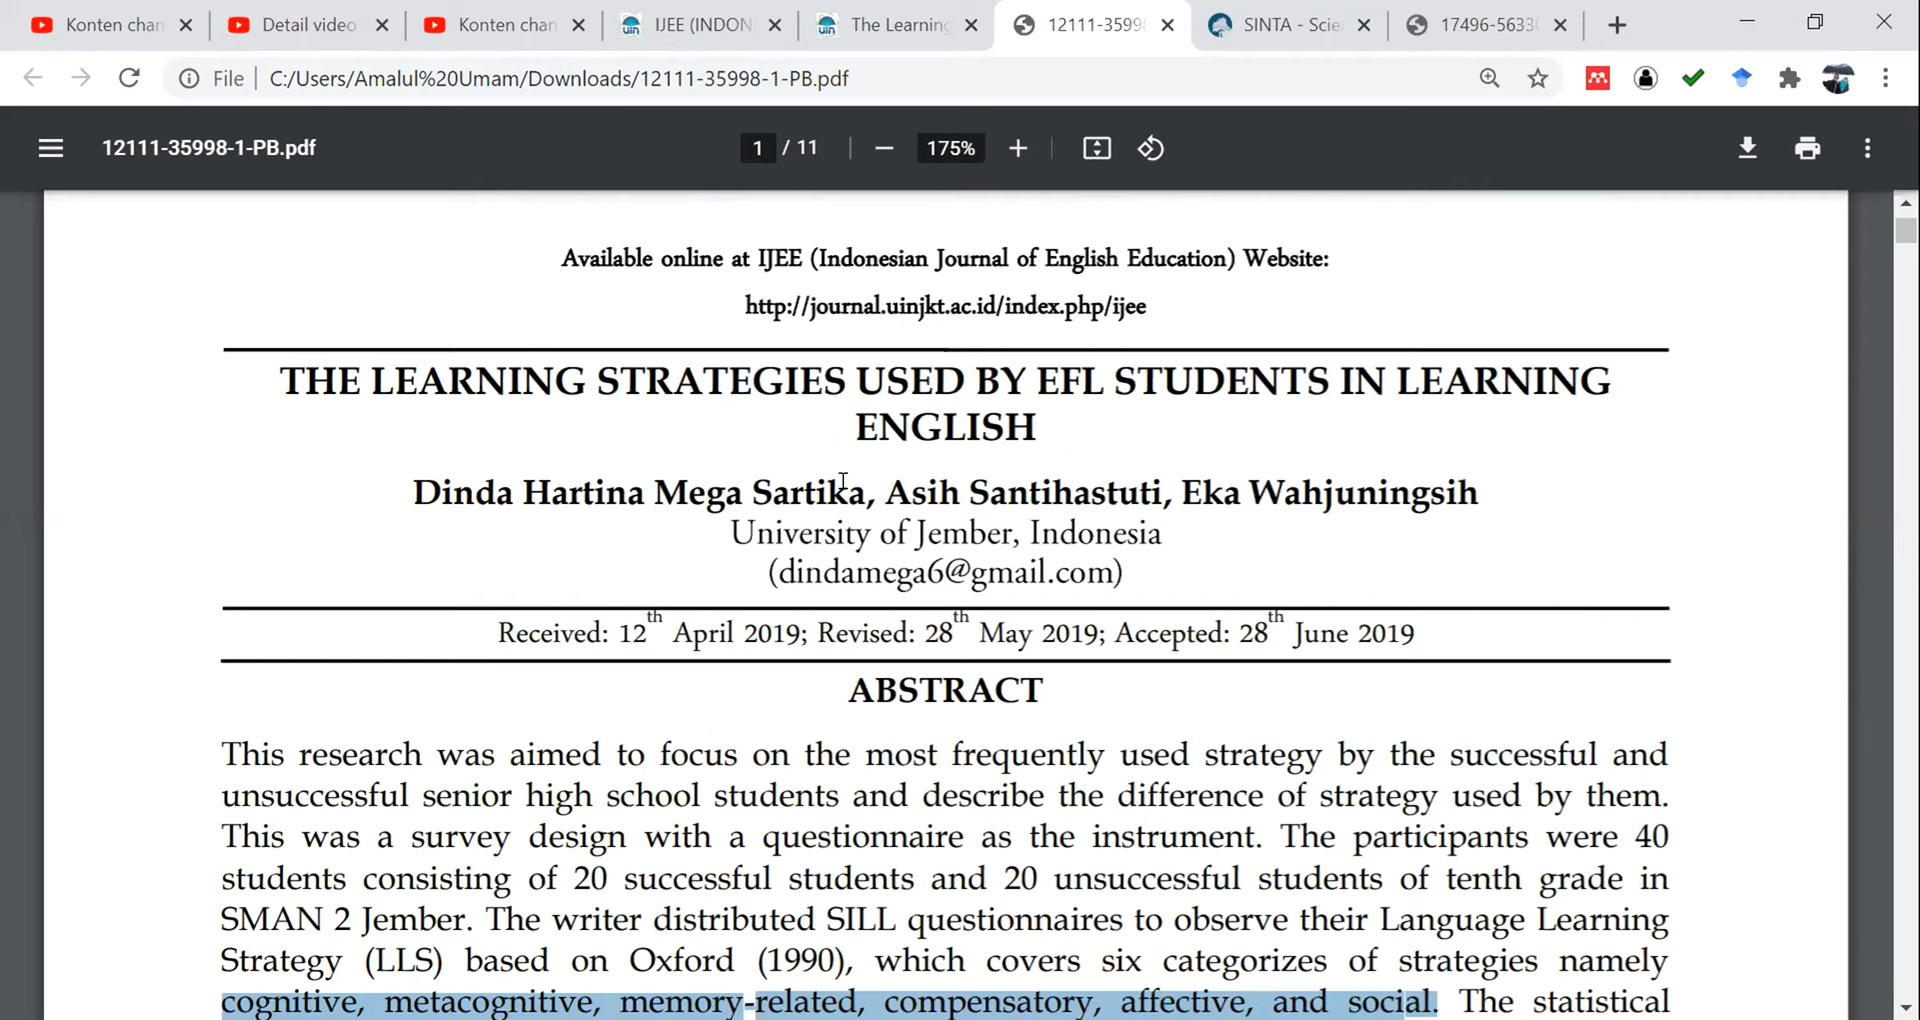 Konten chan
Detail video
Konten chan
IJEE (INDON
The Learning
12111-3599
SINTA - Scie
17496-5633
File
C:/Users/Amalul%20Umam/Downloads/12111-35998-1-PB.pdf
12111-35998-1-PB.pdf
1 / 11
175%
Available online at IJEE (Indonesian Journal of English Education) Website:
http://journal.uinjkt.ac.id/index.php/ijee
THE LEARNING STRATEGIES USED BY EFL STUDENTS IN LEARNING
ENGLISH
Dinda Hartina Mega Sartika, Asih Santihastuti, Eka Wahjuningsih
University of Jember, Indonesia
(dindamega6@gmail.com)
Received: 12th April 2019; Revised: 28th May 2019; Accepted: 28th June 2019
ABSTRACT
This research was aimed to focus on the most frequently used strategy by the successful and
unsuccessful senior high school students and describe the difference of strategy used by them.
This was a survey design with a questionnaire as the instrument. The participants were 40
students consisting of 20 successful students and 20 unsuccessful students of tenth grade in
SMAN 2 Jember. The writer distributed SILL questionnaires to observe their Language Learning
Strategy (LLS) based on Oxford (1990), which covers six categorizes of strategies namely
cognitive, metacognitive, memory-related, compensatory, affective, and social. The statistical